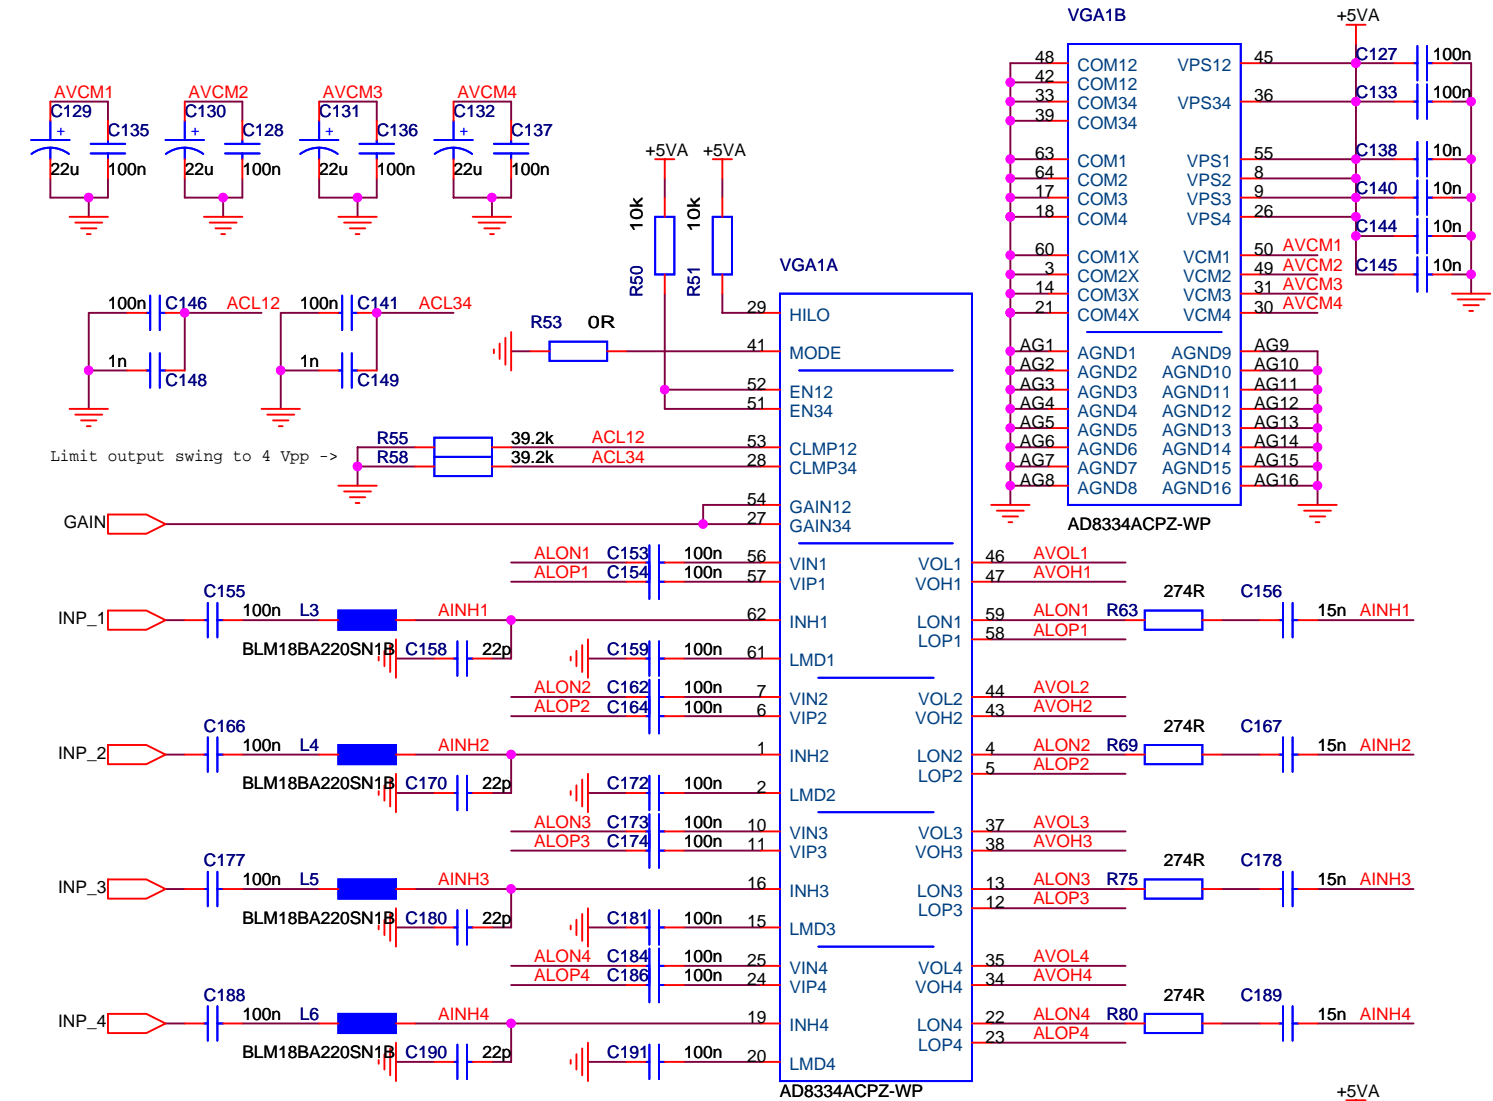 VGA1B
+5VA
48 COM12 VPS12 45 C127 100n
42 COM12
33 COM34 VPS34 36 C133 100n
39 COM34
63 COM1 VPS1 55 C138 10n
64 COM2 VPS2 8
17 COM3 VPS3 9 C140 10n
18 COM4 VPS4 26
C144 10n
60 COM1X VCM1 50 AVCM1
3 COM2X VCM2 49 AVCM2 C145 10n
14 COM3X VCM3 31 AVCM3
21 COM4X VCM4 30 AVCM4
AG1 AGND1 AGND9 AG9
AG2 AGND2 AGND10 AG10
AG3 AGND3 AGND11 AG11
AG4 AGND4 AGND12 AG12
AG5 AGND5 AGND13 AG13
AG6 AGND6 AGND14 AG14
AG7 AGND7 AGND15 AG15
AG8 AGND8 AGND16 AG16
AD8334ACPZ-WP
AVCM1 AVCM2 AVCM3 AVCM4
C129 C130 C131 C132
+ + + +
C135 C128 C136 C137
22u 100n 22u 100n 22u 100n 22u 100n
+5VA +5VA
10k 10k
R50 R51
VGA1A
100n C146 ACL12 100n C141 ACL34
1n C148 1n C149
29 HILO
R53 0R 41 MODE
52 EN12
51 EN34
R55 39.2k ACL12 53 CLMP12
Limit output swing to 4 Vpp ->
R58 39.2k ACL34 28 CLMP34
54 GAIN12
GAIN 27 GAIN34
ALON1 C153 100n 56 VIN1 VOL1 46 AVOL1
ALOP1 C154 100n 57 VIP1 VOH1 47 AVOH1
C155 274R C156
INP_1 100n L3 AINH1 62 INH1 LON1 59 ALON1 R63 15n AINH1
LOP1 58 ALOP1
BLM18BA220SN1B C158 22p C159 100n 61 LMD1
ALON2 C162 100n 7 VIN2 VOL2 44 AVOL2
ALOP2 C164 100n 6 VIP2 VOH2 43 AVOH2
C166 274R C167
INP_2 100n L4 AINH2 1 INH2 LON2 4 ALON2 R69 15n AINH2
LOP2 5 ALOP2
BLM18BA220SN1B C170 22p C172 100n 2 LMD2
ALON3 C173 100n 10 VIN3 VOL3 37 AVOL3
ALOP3 C174 100n 11 VIP3 VOH3 38 AVOH3
C177 274R C178
INP_3 100n L5 AINH3 16 INH3 LON3 13 ALON3 R75 15n AINH3
LOP3 12 ALOP3
BLM18BA220SN1B C180 22p C181 100n 15 LMD3
ALON4 C184 100n 25 VIN4 VOL4 35 AVOL4
ALOP4 C186 100n 24 VIP4 VOH4 34 AVOH4
C188 274R C189
INP_4 100n L6 AINH4 19 INH4 LON4 22 ALON4 R80 15n AINH4
LOP4 23 ALOP4
BLM18BA220SN1B C190 22p C191 100n 20 LMD4
AD8334ACPZ-WP
+5VA